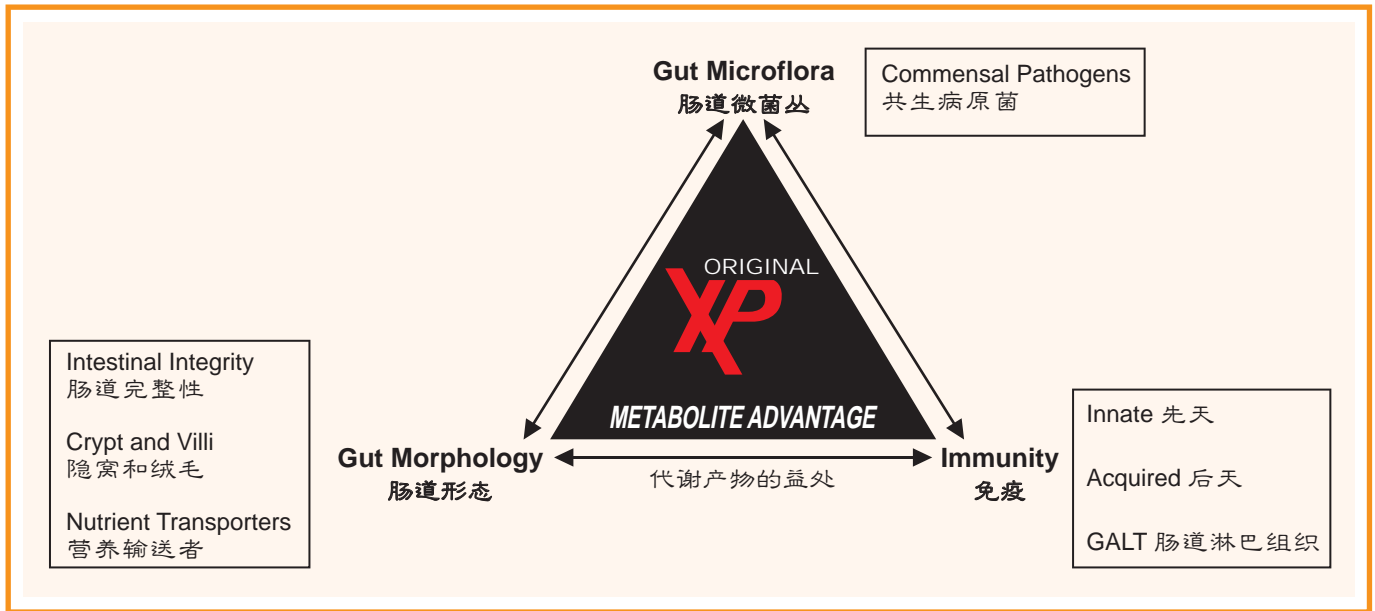 Gut Microflora
肠道微菌丛
Commensal Pathogens
共生病原菌
ORIGINAL
XP
METABOLITE ADVANTAGE
Intestinal Integrity
肠道完整性
Crypt and Villi
隐窝和绒毛
Nutrient Transporters
营养输送者
Gut Morphology
肠道形态
代谢产物的益处
Immunity
免疫
Innate 先天
Acquired 后天
GALT 肠道淋巴组织